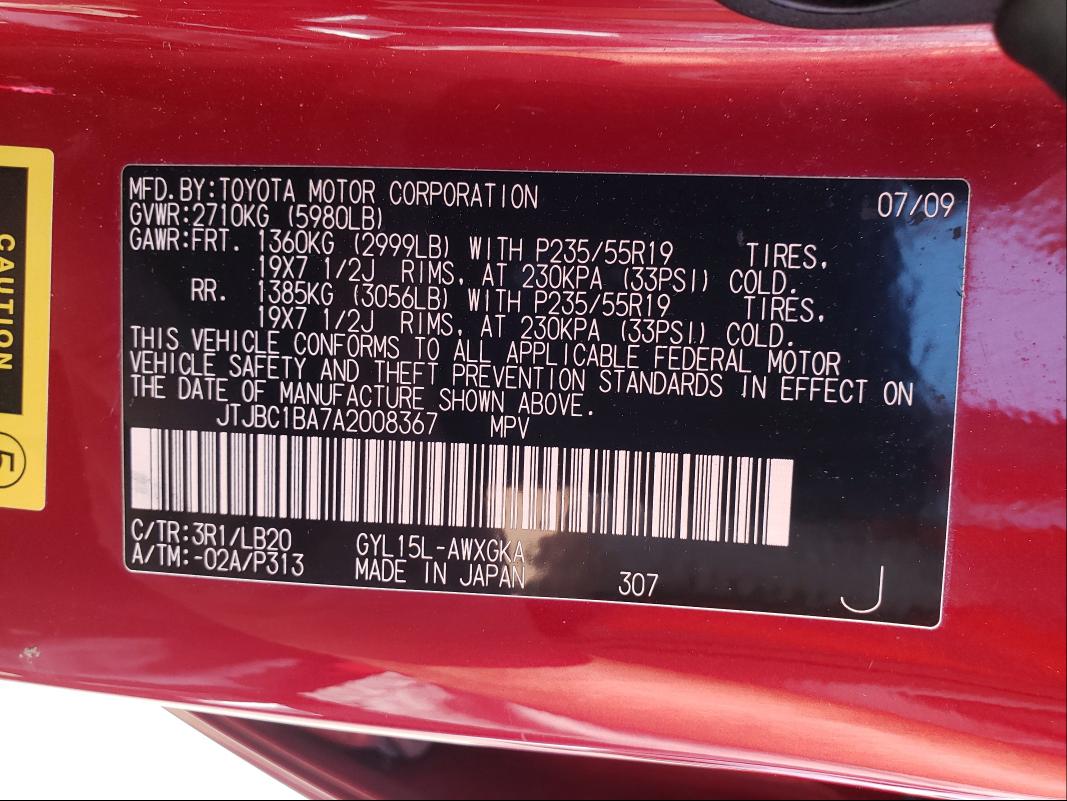 MFD.BY:TOYOTA MOTOR CORPORATION 07/09
GVWR:2710KG (5980LB)
GAWR:FRT. 1360KG (2999LB) WITH P235/55R19 TIRES,
19X7 1/2J RIMS, AT 230KPA (33PSI) COLD.
RR. 1385KG (3056LB) WITH P235/55R19 TIRES,
19X7 1/2J RIMS, AT 230KPA (33PSI) COLD.
THIS VEHICLE CONFORMS TO ALL APPLICABLE FEDERAL MOTOR
VEHICLE SAFETY AND THEFT PREVENTION STANDARDS IN EFFECT ON
THE DATE OF MANUFACTURE SHOWN ABOVE.
JTJBC1BA7A2008367 MPV
C/TR:3R1/LB20 GYL15L-AWXGKA
A/TM:-02A/P313 MADE IN JAPAN 307 J
CAUTION
5